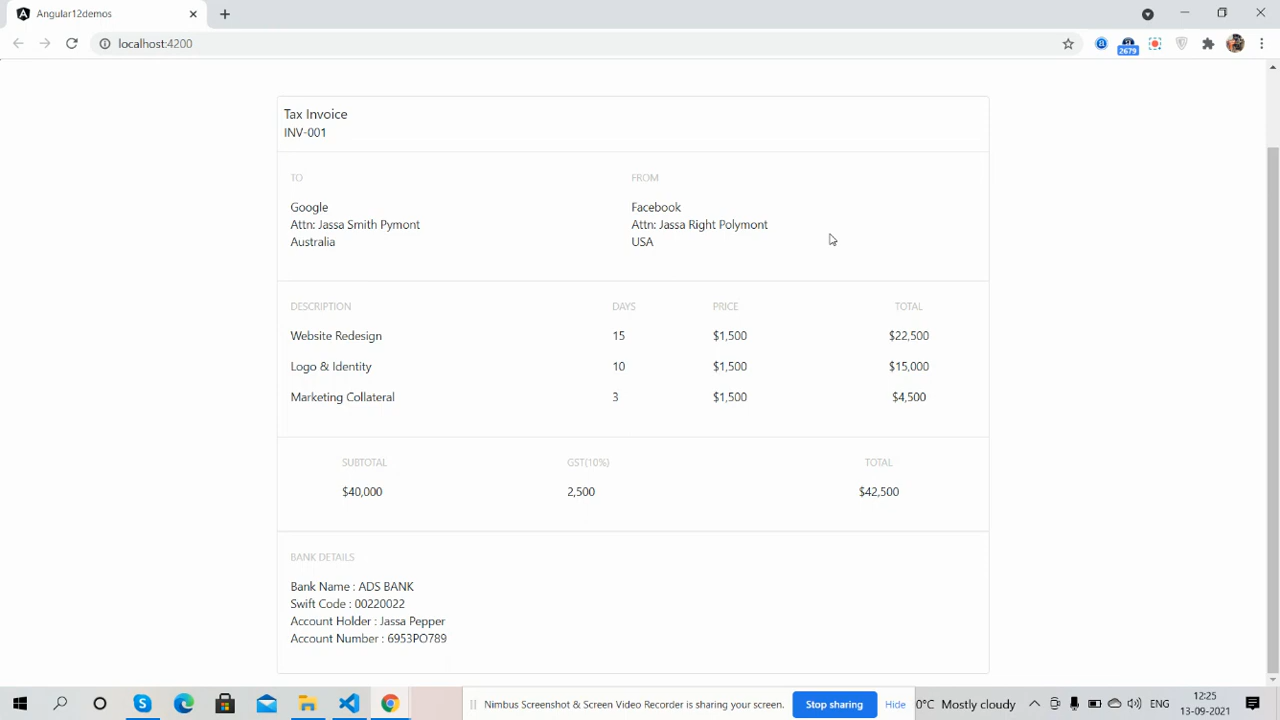 Angular12demos
localhost:4200
2679
Tax Invoice
INV-001
TO
FROM
Google
Facebook
Attn: Jassa Smith Pymont
Attn: Jassa Right Polymont
Australia
USA
DESCRIPTION DAYS PRICE TOTAL
Website Redesign 15 $1,500 $22,500
Logo & Identity 10 $1,500 $15,000
Marketing Collateral 3 $1,500 $4,500
SUBTOTAL GST(10%) TOTAL
$40,000 2,500 $42,500
BANK DETAILS
Bank Name : ADS BANK
Swift Code : 00220022
Account Holder : Jassa Pepper
Account Number : 6953PO789
Nimbus Screenshot & Screen Video Recorder is sharing your screen. Stop sharing Hide
0°C Mostly cloudy
ENG
12:25
13-09-2021